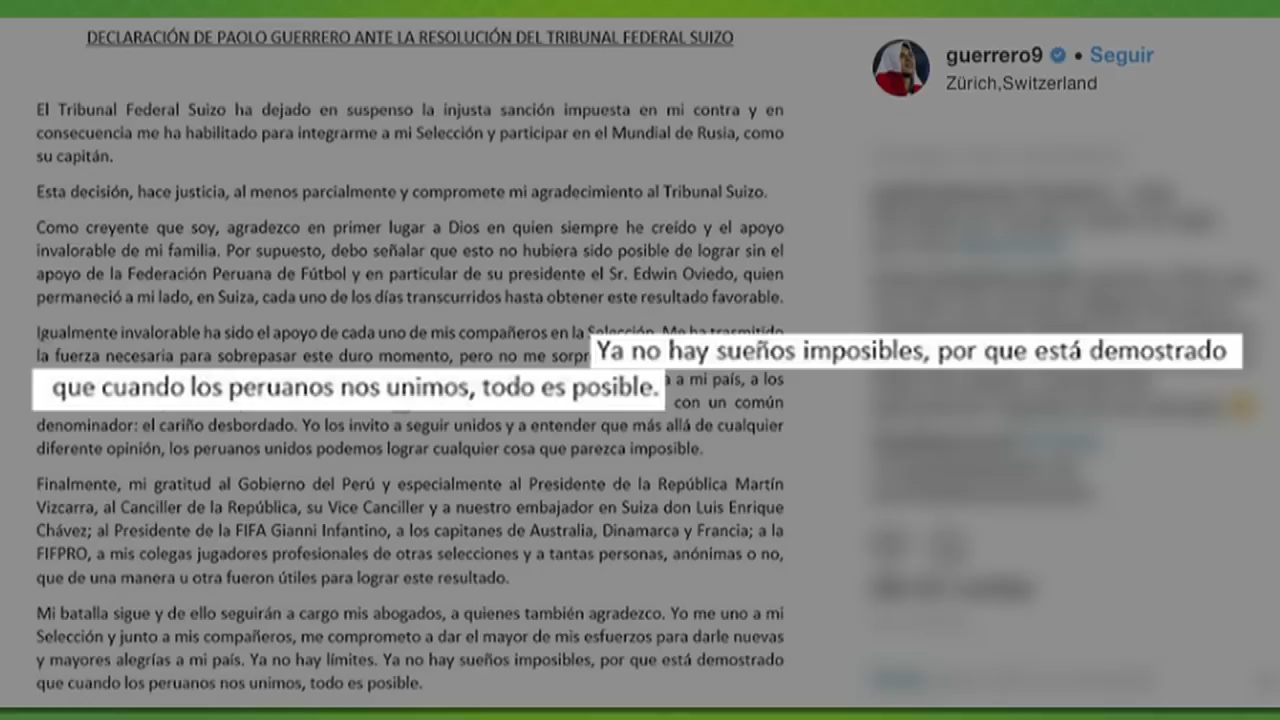 DECLARACIÓN DE PAOLO GUERRERO ANTE LA RESOLUCIÓN DEL TRIBUNAL FEDERAL SUIZO
El Tribunal Federal Suizo ha dejado en suspenso la injusta sanción impuesta en mi contra y en
consecuencia me ha habilitado para integrarme a mi Selección y participar en el Mundial de Rusia, como
su capitán.
Esta decisión, hace justicia, al menos parcialmente y compromete mi agradecimiento al Tribunal Suizo.
Como creyente que soy, agradezco en primer lugar a Dios en quien siempre he creído y el apoyo
invalorable de mi familia. Por supuesto, debo señalar que esto no hubiera sido posible de lograr sin el
apoyo de la Federación Peruana de Fútbol y en particular de su presidente el Sr. Edwin Oviedo, quien
permaneció a mi lado, en Suiza, cada uno de los días transcurridos hasta obtener este resultado favorable.
Igualmente invalorable ha sido el apoyo de cada uno de mis compañeros en la Selección. Me ha trasmitido
la fuerza necesaria para sobrepasar este duro momento, pero no me
Ya no hay sueños imposibles, por que está demostrado
que cuando los peruanos nos unimos, todo es posible.
a mi país, a los
con un común
denominador: el cariño desbordado. Yo los invito a seguir unidos y a entender que más allá de cualquier
diferente opinión, los peruanos unidos podemos lograr cualquier cosa que parezca imposible.
Finalmente, mi gratitud al Gobierno del Perú y especialmente al Presidente de la República Martín
Vizcarra, al Canciller de la República, su Vice Canciller y a nuestro embajador en Suiza don Luis Enrique
Chávez; al Presidente de la FIFA Gianni Infantino, a los capitanes de Australia, Dinamarca y Francia; a la
FIFPRO, a mis colegas jugadores profesionales de otras selecciones y a tantas personas, anónimas o no,
que de una manera u otra fueron útiles para lograr este resultado.
Mi batalla sigue y de ello seguirán a cargo mis abogados, a quienes también agradezco. Yo me uno a mi
Selección y junto a mis compañeros, me comprometo a dar el mayor de mis esfuerzos para darle nuevas
y mayores alegrías a mi país. Ya no hay límites. Ya no hay sueños imposibles, por que está demostrado
que cuando los peruanos nos unimos, todo es posible.
guerrero9 • Seguir
Zürich,Switzerland